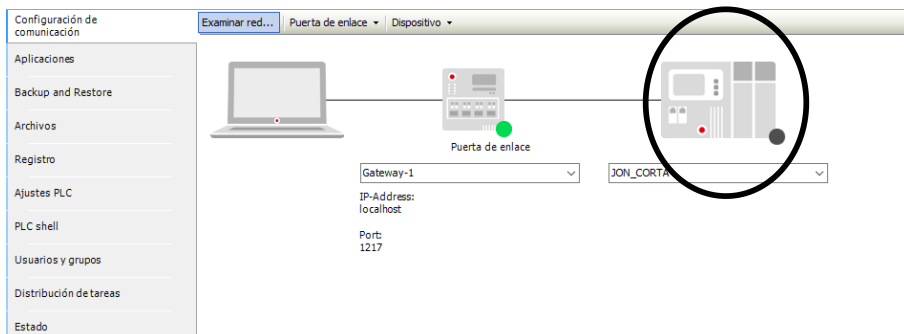 Configuración de
comunicación
Examinar red...
Puerta de enlace
Dispositivo
Aplicaciones
Backup and Restore
Archivos
Registro
Ajustes PLC
PLC shell
Usuarios y grupos
Distribución de tareas
Estado
Puerta de enlace
Gateway-1
JON_CORTA
IP-Address:
localhost
Port:
1217